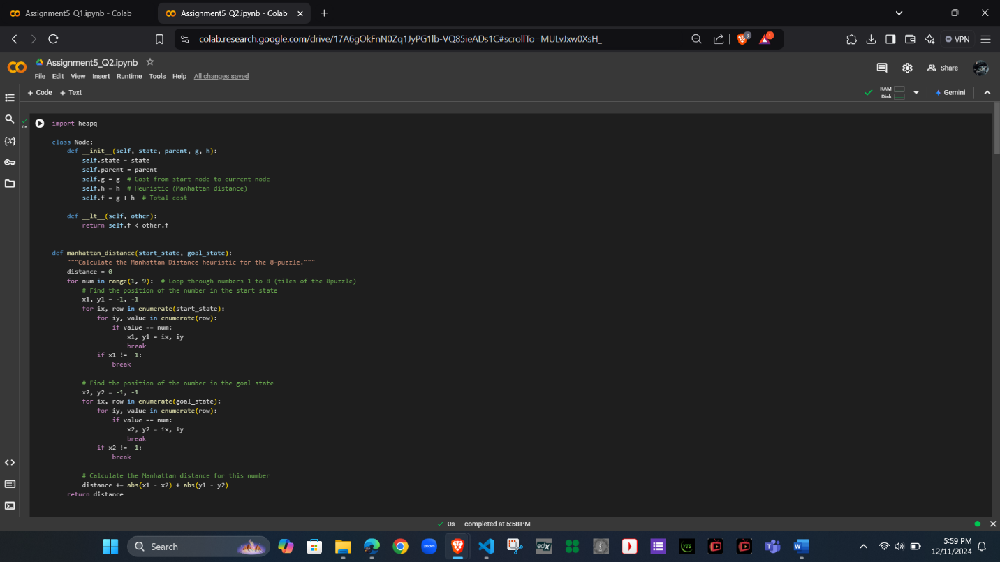 Assignment5_Q1.ipynb - Colab
Assignment5_Q2.ipynb - Colab
colab.research.google.com/drive/17A6gOkFnN0Zq1JyPG1lb-VQ85ieADs1C#scrollTo=MULvJxw0XsH_
3
1
VPN
Assignment5_Q2.ipynb
File Edit View Insert Runtime Tools Help All changes saved
Share
+ Code + Text
RAM
Disk
Gemini
0s
import heapq
class Node:
    def __init__(self, state, parent, g, h):
        self.state = state
        self.parent = parent
        self.g = g  # Cost from start node to current node
        self.h = h  # Heuristic (Manhattan distance)
        self.f = g + h  # Total cost
    def __lt__(self, other):
        return self.f < other.f
def manhattan_distance(start_state, goal_state):
    """Calculate the Manhattan Distance heuristic for the 8-puzzle."""
    distance = 0
    for num in range(1, 9):  # Loop through numbers 1 to 8 (tiles of the 8puzzle)
        # Find the position of the number in the start state
        x1, y1 = -1, -1
        for ix, row in enumerate(start_state):
            for iy, value in enumerate(row):
                if value == num:
                    x1, y1 = ix, iy
                    break
            if x1 != -1:
                break
        # Find the position of the number in the goal state
        x2, y2 = -1, -1
        for ix, row in enumerate(goal_state):
            for iy, value in enumerate(row):
                if value == num:
                    x2, y2 = ix, iy
                    break
            if x2 != -1:
                break
        # Calculate the Manhattan distance for this number
        distance += abs(x1 - x2) + abs(y1 - y2)
    return distance
0s completed at 5:58 PM
Search
zoom
edX
YTS
5:59 PM
12/11/2024